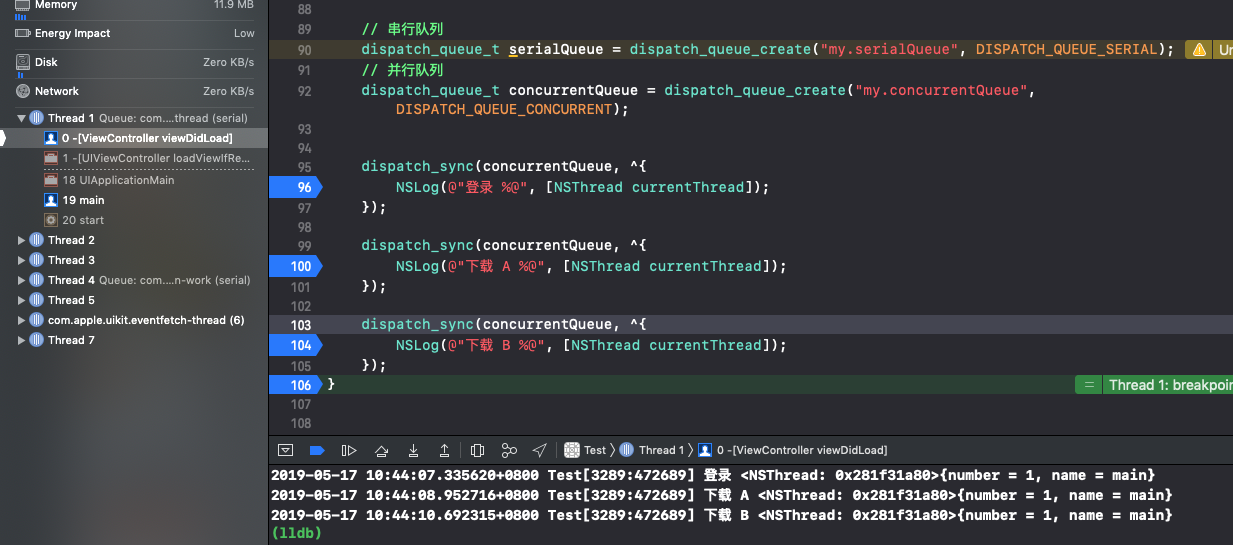 Memory 11.9 MB
Energy Impact Low
Disk Zero KB/s
Network Zero KB/s
Thread 1 Queue: com....thread (serial)
0 -[ViewController viewDidLoad]
1 -[UIViewController loadViewIfRe...
18 UIApplicationMain
19 main
20 start
Thread 2
Thread 3
Thread 4 Queue: com....n-work (serial)
Thread 5
com.apple.uikit.eventfetch-thread (6)
Thread 7
88
89 // 串行队列
90 dispatch_queue_t serialQueue = dispatch_queue_create("my.serialQueue", DISPATCH_QUEUE_SERIAL); Un
91 // 并行队列
92 dispatch_queue_t concurrentQueue = dispatch_queue_create("my.concurrentQueue",
DISPATCH_QUEUE_CONCURRENT);
93
94
95 dispatch_sync(concurrentQueue, ^{
96 NSLog(@"登录 %@", [NSThread currentThread]);
97 });
98
99 dispatch_sync(concurrentQueue, ^{
100 NSLog(@"下载 A %@", [NSThread currentThread]);
101 });
102
103 dispatch_sync(concurrentQueue, ^{
104 NSLog(@"下载 B %@", [NSThread currentThread]);
105 });
106 } = Thread 1: breakpoin
107
108
Test 〉 Thread 1 〉 0 -[ViewController viewDidLoad]
2019-05-17 10:44:07.335620+0800 Test[3289:472689] 登录 <NSThread: 0x281f31a80>{number = 1, name = main}
2019-05-17 10:44:08.952716+0800 Test[3289:472689] 下载 A <NSThread: 0x281f31a80>{number = 1, name = main}
2019-05-17 10:44:10.692315+0800 Test[3289:472689] 下载 B <NSThread: 0x281f31a80>{number = 1, name = main}
(lldb)